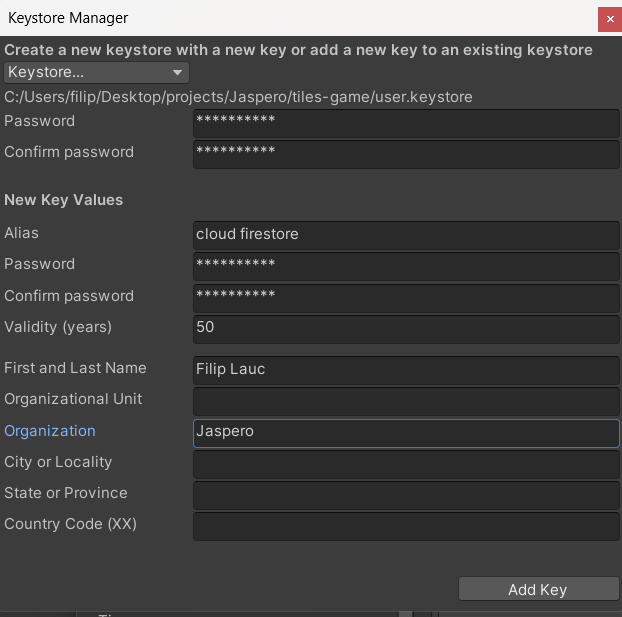 Keystore Manager
Create a new keystore with a new key or add a new key to an existing keystore
Keystore...
C:/Users/filip/Desktop/projects/Jaspero/tiles-game/user.keystore
Password **********
Confirm password **********
New Key Values
Alias cloud firestore
Password **********
Confirm password **********
Validity (years) 50
First and Last Name Filip Lauc
Organizational Unit
Organization Jaspero
City or Locality
State or Province
Country Code (XX)
Add Key